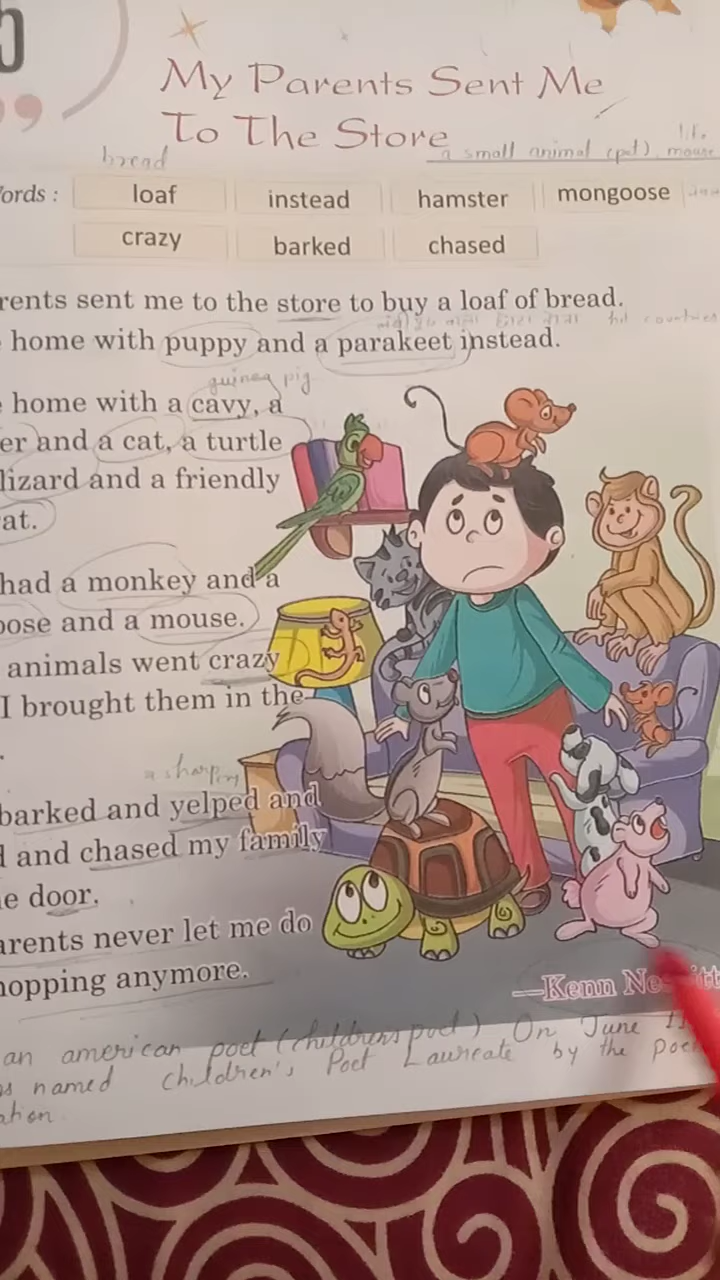 My Parents Sent Me
To The Store
bread
a small animal (pet) mouse
ords :
loaf
instead
hamster
mongoose
crazy
barked
chased
rents sent me to the store to buy a loaf of bread.
home with puppy and a parakeet instead.
guinea pig
home with a cavy, a
er and a cat, a turtle
lizard and a friendly
at.
had a monkey and a
oose and a mouse.
animals went crazy
I brought them in the
.
a sharp
barked and yelped and
d and chased my family
e door.
arents never let me do
hopping anymore.
—Kenn Nesbitt
an american poet (childrens poet) On June 11
as named Children's Poet Laureate by the poe
ation